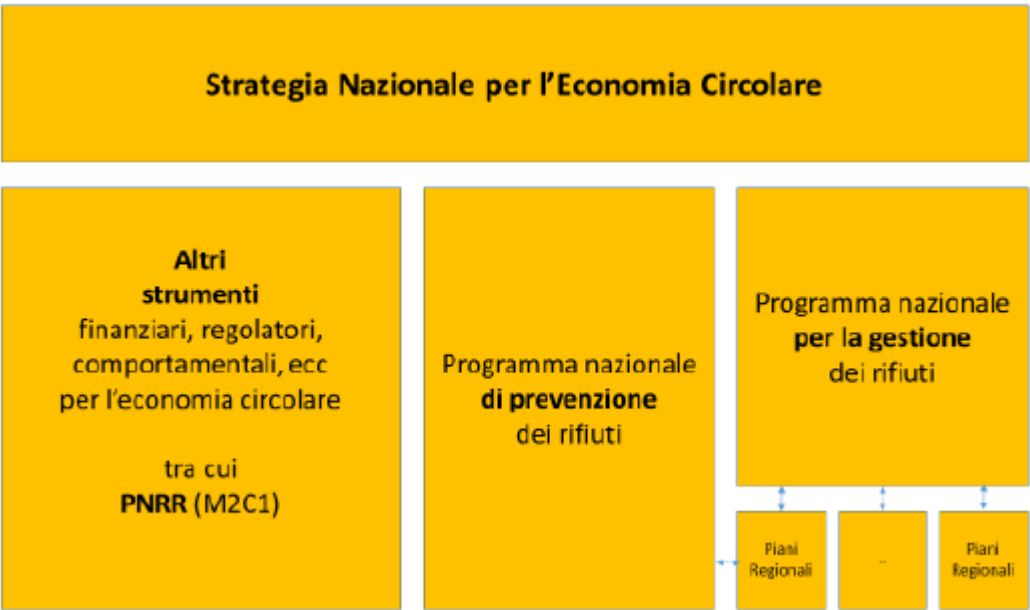 Strategia Nazionale per l'Economia Circolare
Altri
strumenti
finanziari, regolatori,
comportamentali, ecc
per l'economia circolare
tra cui
PNRR (M2C1)
Programma nazionale
di prevenzione
dei rifiuti
Programma nazionale
per la gestione
dei rifiuti
Piani
Regionali
...
Piani
Regionali